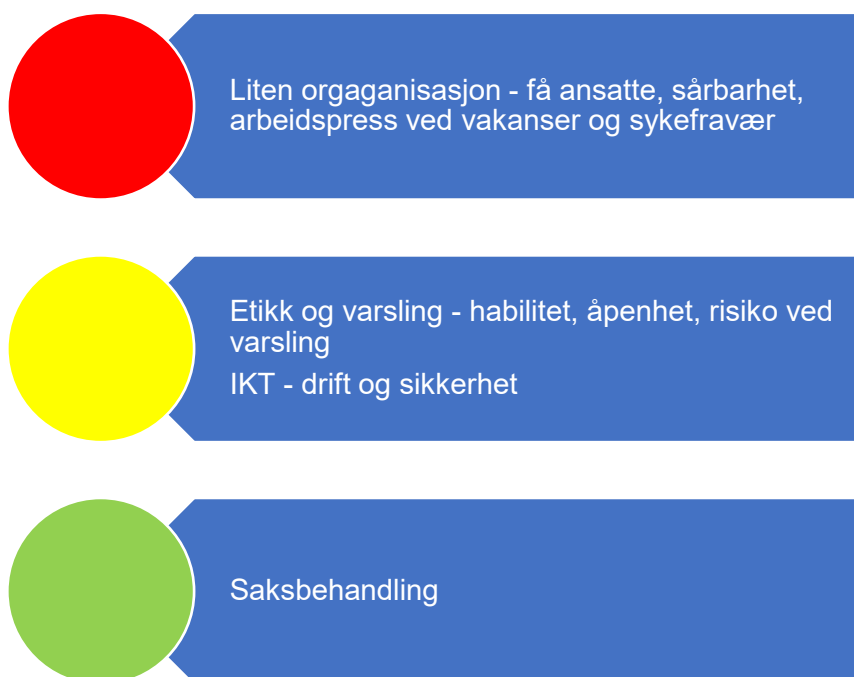 Liten orgaganisasjon - få ansatte, sårbarhet,
arbeidspress ved vakanser og sykefravær
Etikk og varsling - habilitet, åpenhet, risiko ved
varsling
IKT - drift og sikkerhet
Saksbehandling